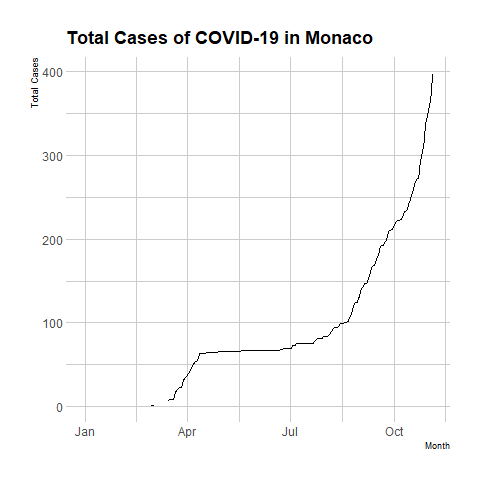 Total Cases of COVID-19 in Monaco
Total Cases
400
300
200
100
0
Jan Apr Jul Oct
Month